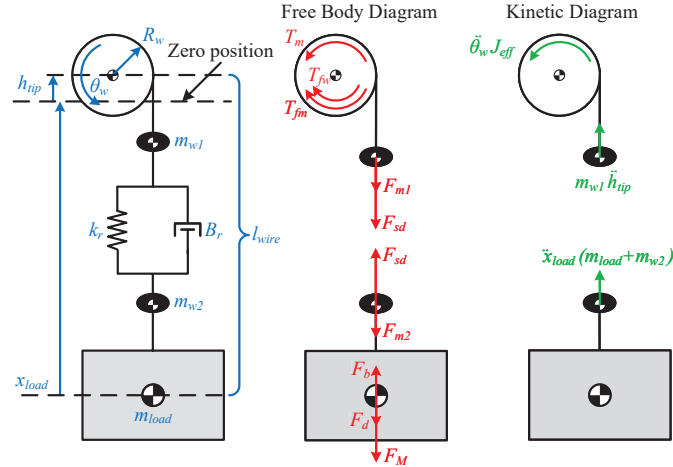 Free Body Diagram
Kinetic Diagram
R_w
Zero position
h_tip
θ_w
m_w1
k_r
B_r
l_wire
m_w2
x_load
m_load
T_m
T_fw
T_fm
F_m1
F_sd
F_sd
F_m2
F_b
F_d
F_M
θ̈_w J_eff
m_w1 ḧ_tip
ẍ_load (m_load+m_w2)